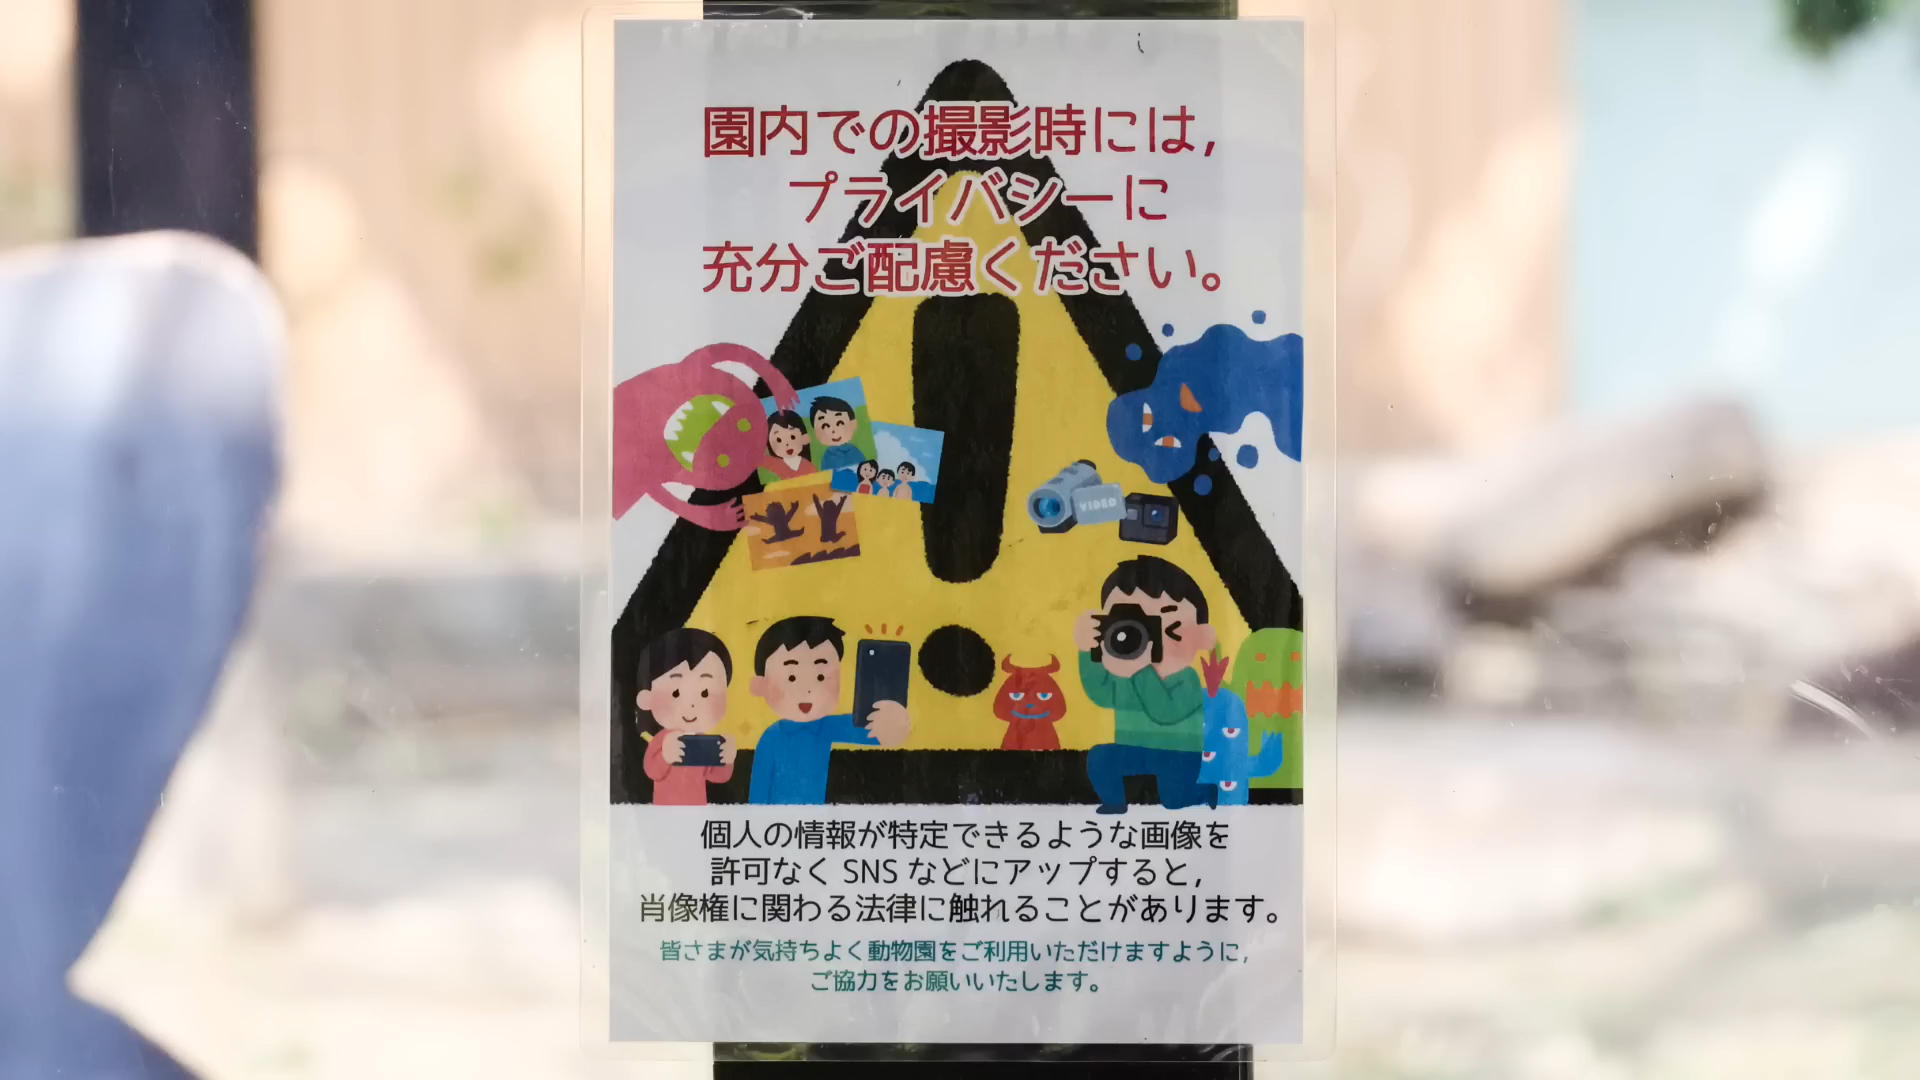 園内での撮影時には,
プライバシーに
充分ご配慮ください。
VIDEO
個人の情報が特定できるような画像を
許可なく SNS などにアップすると,
肖像権に関わる法律に触れることがあります。
皆さまが気持ちよく動物園をご利用いただけますように,
ご協力をお願いいたします。